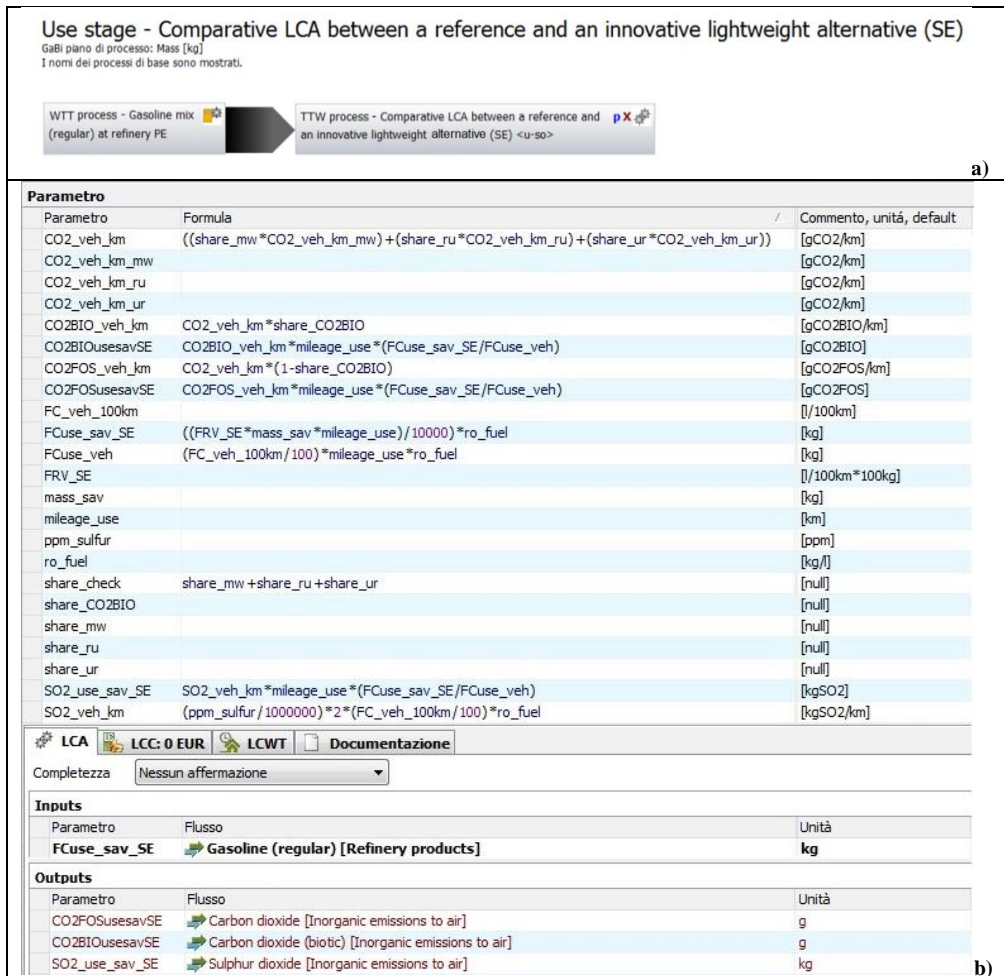 Use stage - Comparative LCA between a reference and an innovative lightweight alternative (SE)
GaBi piano di processo: Mass [kg]
I nomi dei processi di base sono mostrati.
WTT process - Gasoline mix
(regular) at refinery PE
TTW process - Comparative LCA between a reference and
an innovative lightweight alternative (SE) <u-so>
p X
a)
Parametro
Parametro Formula / Commento, unitá, default
CO2_veh_km ((share_mw*CO2_veh_km_mw)+(share_ru*CO2_veh_km_ru)+(share_ur*CO2_veh_km_ur)) [gCO2/km]
CO2_veh_km_mw [gCO2/km]
CO2_veh_km_ru [gCO2/km]
CO2_veh_km_ur [gCO2/km]
CO2BIO_veh_km CO2_veh_km*share_CO2BIO [gCO2BIO/km]
CO2BIOusesavSE CO2BIO_veh_km*mileage_use*(FCuse_sav_SE/FCuse_veh) [gCO2BIO]
CO2FOS_veh_km CO2_veh_km*(1-share_CO2BIO) [gCO2FOS/km]
CO2FOSusesavSE CO2FOS_veh_km*mileage_use*(FCuse_sav_SE/FCuse_veh) [gCO2FOS]
FC_veh_100km [l/100km]
FCuse_sav_SE ((FRV_SE*mass_sav*mileage_use)/10000)*ro_fuel [kg]
FCuse_veh (FC_veh_100km/100)*mileage_use*ro_fuel [kg]
FRV_SE [l/100km*100kg]
mass_sav [kg]
mileage_use [km]
ppm_sulfur [ppm]
ro_fuel [kg/l]
share_check share_mw+share_ru+share_ur [null]
share_CO2BIO [null]
share_mw [null]
share_ru [null]
share_ur [null]
SO2_use_sav_SE SO2_veh_km*mileage_use*(FCuse_sav_SE/FCuse_veh) [kgSO2]
SO2_veh_km (ppm_sulfur/1000000)*2*(FC_veh_100km/100)*ro_fuel [kgSO2/km]
LCA LCC: 0 EUR LCWT Documentazione
Completezza Nessun affermazione
Inputs
Parametro Flusso Unità
FCuse_sav_SE Gasoline (regular) [Refinery products] kg
Outputs
Parametro Flusso Unità
CO2FOSusesavSE Carbon dioxide [Inorganic emissions to air] g
CO2BIOusesavSE Carbon dioxide (biotic) [Inorganic emissions to air] g
SO2_use_sav_SE Sulphur dioxide [Inorganic emissions to air] kg
b)